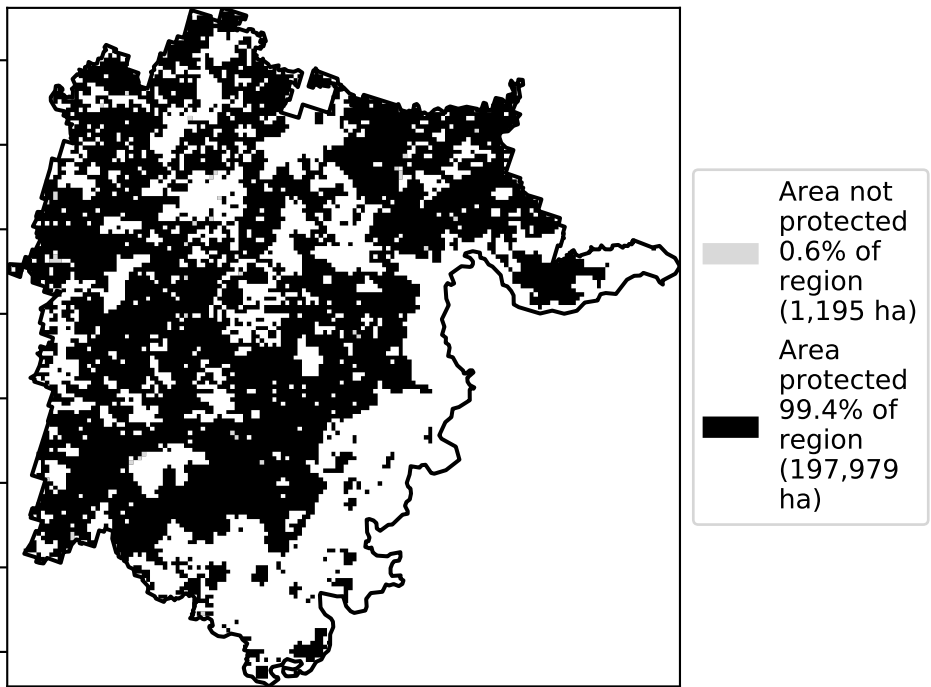 Area not
protected
0.6% of
region
(1,195 ha)
Area
protected
99.4% of
region
(197,979
ha)